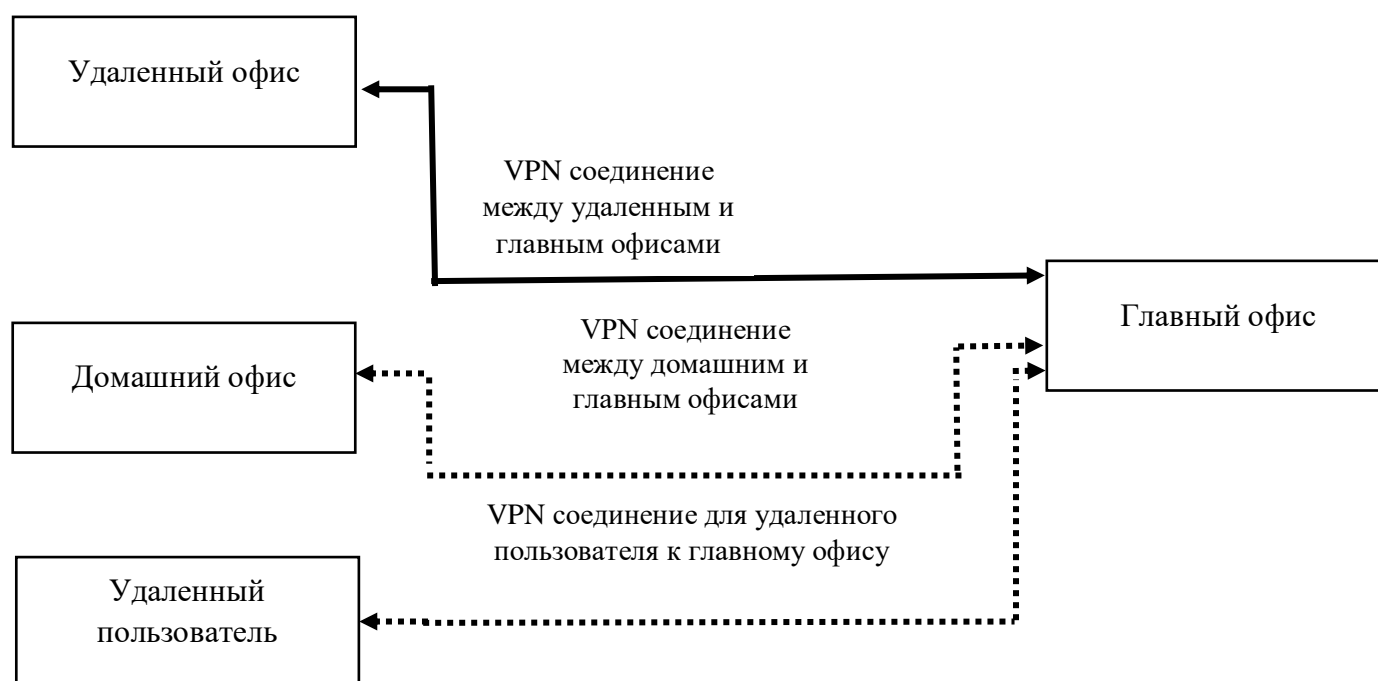 Удаленный офис
VPN соединение
между удаленным и
главным офисами
Главный офис
VPN соединение
между домашним и
главным офисами
Домашний офис
VPN соединение для удаленного
пользователя к главному офису
Удаленный
пользователь